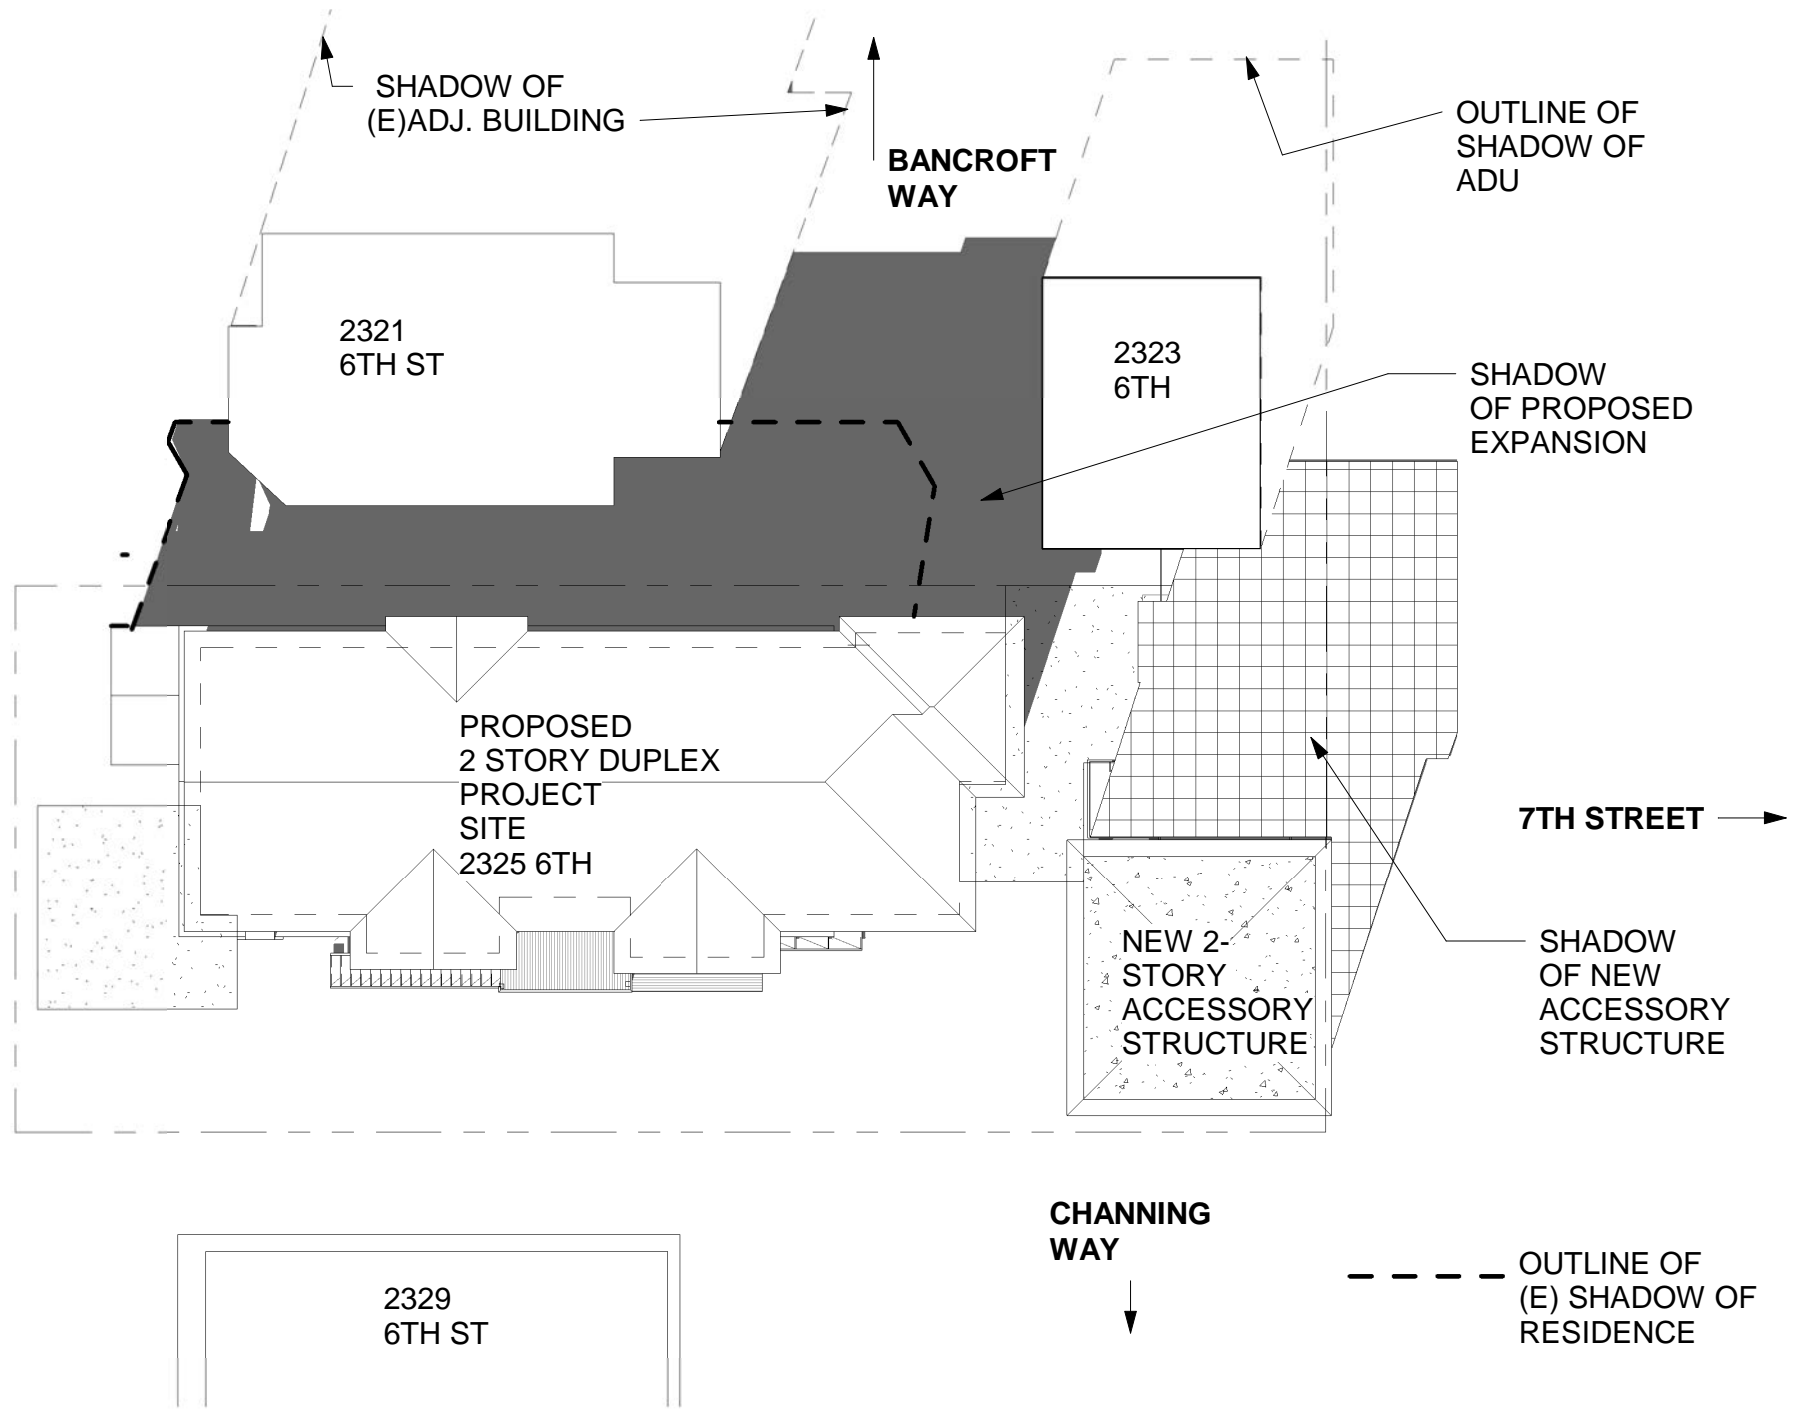 SHADOW OF
(E)ADJ. BUILDING
BANCROFT
WAY
OUTLINE OF
SHADOW OF
ADU
2321
6TH ST
2323
6TH
SHADOW
OF PROPOSED
EXPANSION
PROPOSED
2 STORY DUPLEX
PROJECT
SITE
2325 6TH
7TH STREET
NEW 2-
STORY
ACCESSORY
STRUCTURE
SHADOW
OF NEW
ACCESSORY
STRUCTURE
CHANNING
WAY
OUTLINE OF
(E) SHADOW OF
RESIDENCE
2329
6TH ST